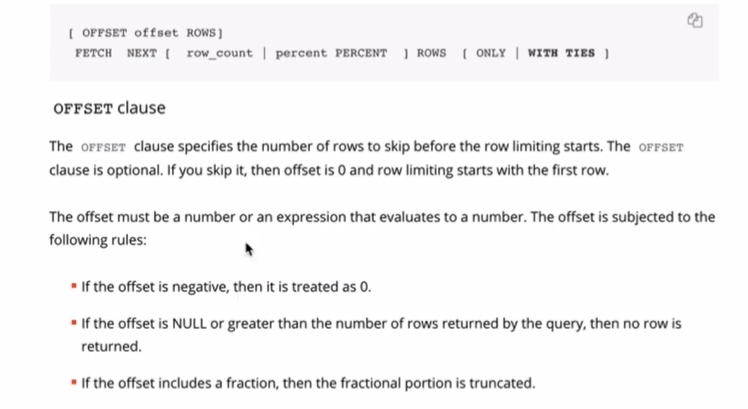 [ OFFSET offset ROWS]
FETCH NEXT [ row_count | percent PERCENT ] ROWS [ ONLY | WITH TIES ]
OFFSET clause
The OFFSET clause specifies the number of rows to skip before the row limiting starts. The OFFSET
clause is optional. If you skip it, then offset is 0 and row limiting starts with the first row.
The offset must be a number or an expression that evaluates to a number. The offset is subjected to the
following rules:
▪ If the offset is negative, then it is treated as 0.
▪ If the offset is NULL or greater than the number of rows returned by the query, then no row is
returned.
▪ If the offset includes a fraction, then the fractional portion is truncated.